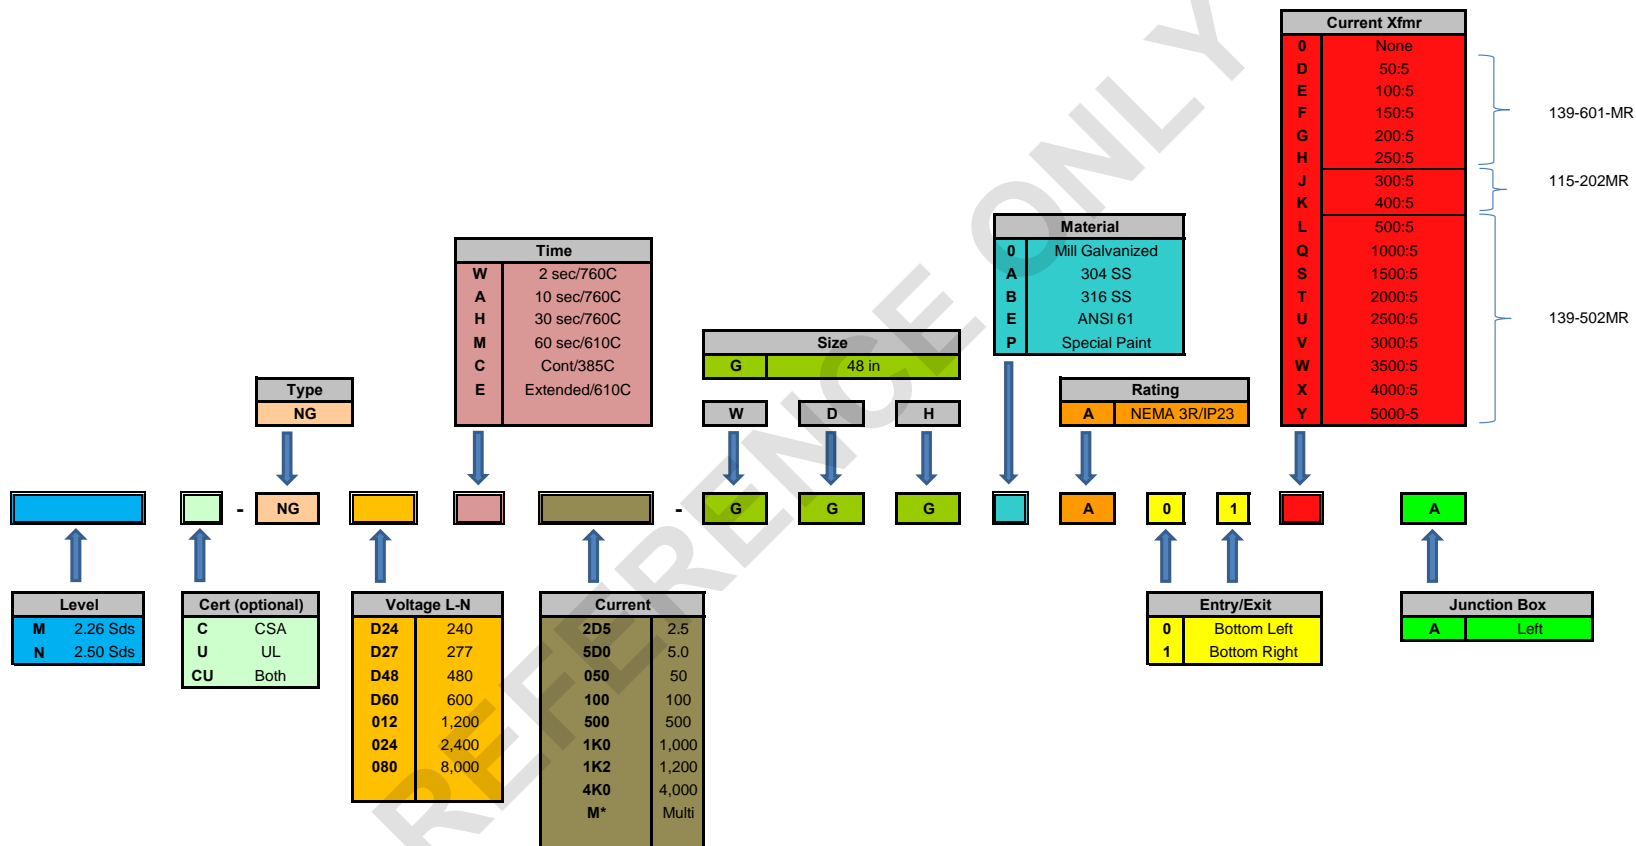 Current Xfmr
0 None
D 50:5
E 100:5
F 150:5
G 200:5
H 250:5
J 300:5
K 400:5
L 500:5
Q 1000:5
S 1500:5
T 2000:5
U 2500:5
V 3000:5
W 3500:5
X 4000:5
Y 5000-5
139-601-MR
115-202MR
139-502MR
Material
0 Mill Galvanized
A 304 SS
B 316 SS
E ANSI 61
P Special Paint
Time
W 2 sec/760C
A 10 sec/760C
H 30 sec/760C
M 60 sec/610C
C Cont/385C
E Extended/610C
Size
G 48 in
Type
NG
W D H
Rating
A NEMA 3R/IP23
- NG - G G G A 0 1 A
Level
M 2.26 Sds
N 2.50 Sds
Cert (optional)
C CSA
U UL
CU Both
Voltage L-N
D24 240
D27 277
D48 480
D60 600
012 1,200
024 2,400
080 8,000
Current
2D5 2.5
5D0 5.0
050 50
100 100
500 500
1K0 1,000
1K2 1,200
4K0 4,000
M* Multi
Entry/Exit
0 Bottom Left
1 Bottom Right
Junction Box
A Left
REFERENCE ONLY